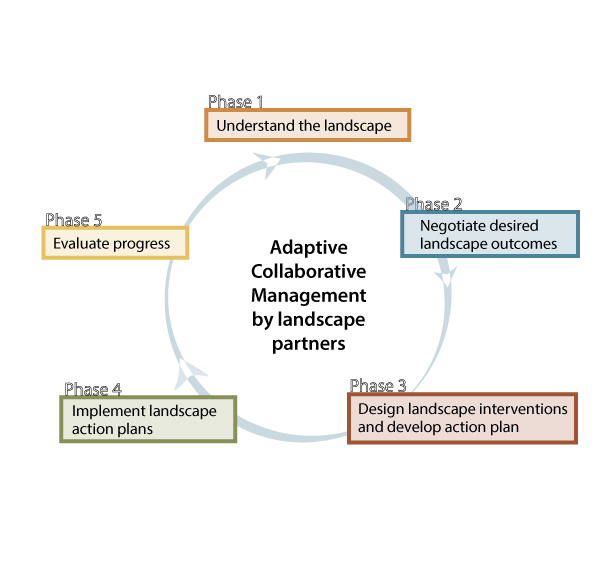 Phase 1
Understand the landscape
Phase 2
Negotiate desired
landscape outcomes
Phase 3
Design landscape interventions
and develop action plan
Phase 4
Implement landscape
action plans
Phase 5
Evaluate progress
Adaptive
Collaborative
Management
by landscape
partners